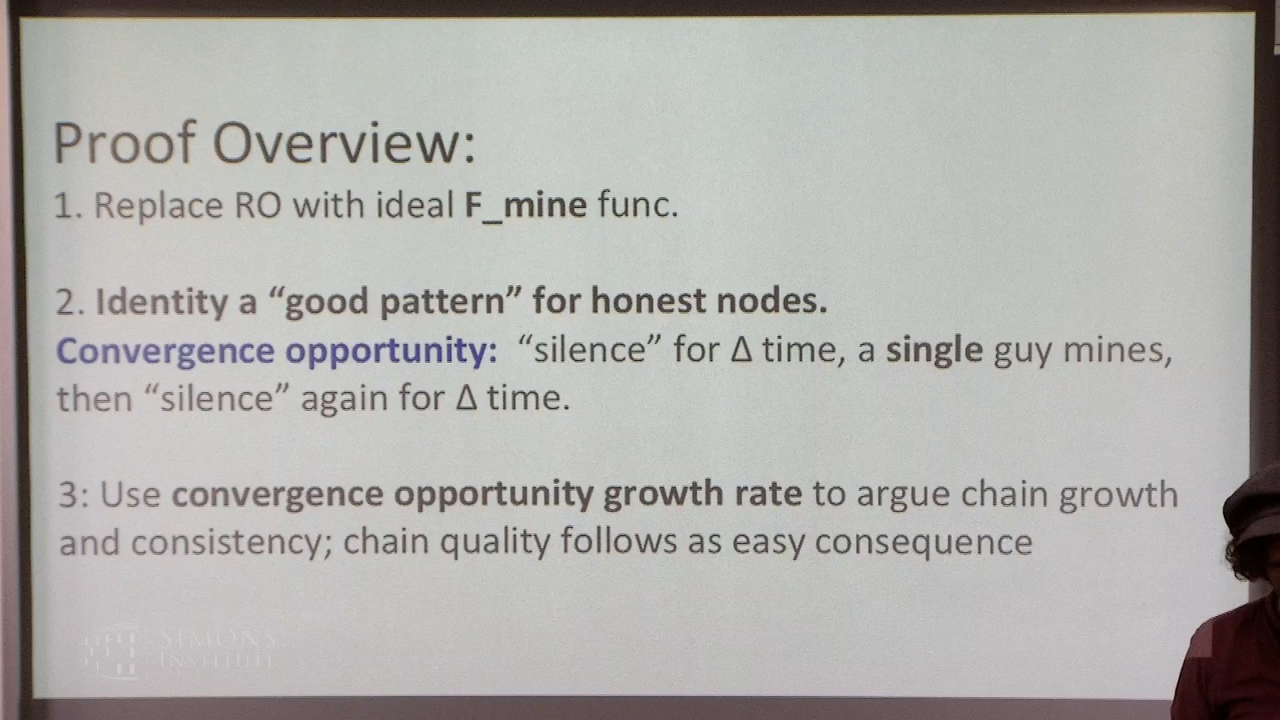 Proof Overview:
1. Replace RO with ideal F_mine func.
2. Identity a “good pattern” for honest nodes.
Convergence opportunity: “silence” for Δ time, a single guy mines,
then “silence” again for Δ time.
3: Use convergence opportunity growth rate to argue chain growth
and consistency; chain quality follows as easy consequence
SIMONS
INSTITUTE